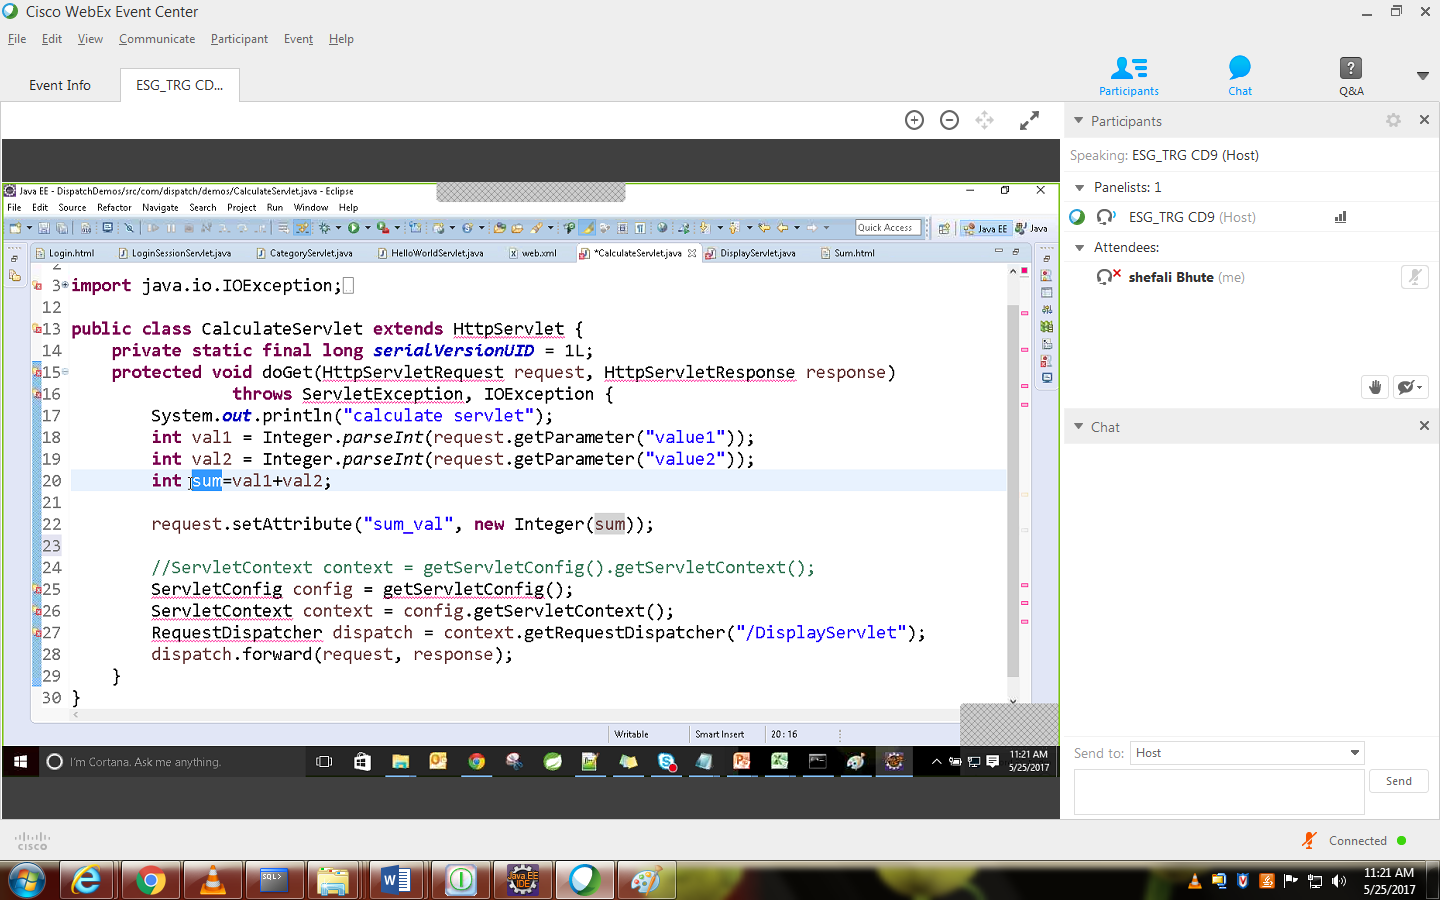 Cisco WebEx Event Center
File Edit View Communicate Participant Event Help
Event Info ESG_TRG CD...
Participants Chat Q&A
Participants
Speaking: ESG_TRG CD9 (Host)
Panelists: 1
ESG_TRG CD9 (Host)
Attendees:
shefali Bhute (me)
Java EE - DispatchDemos/src/com/dispatch/demos/CalculateServlet.java - Eclipse
File Edit Source Refactor Navigate Search Project Run Window Help
Quick Access Java EE Java
Login.html LoginSessionServlet.java CategoryServlet.java HelloWorldServlet.java web.xml *CalculateServlet.java DisplayServlet.java Sum.html
2
3 import java.io.IOException;
12
13 public class CalculateServlet extends HttpServlet {
14 private static final long serialVersionUID = 1L;
15 protected void doGet(HttpServletRequest request, HttpServletResponse response)
16 throws ServletException, IOException {
17 System.out.println("calculate servlet");
18 int val1 = Integer.parseInt(request.getParameter("value1"));
19 int val2 = Integer.parseInt(request.getParameter("value2"));
20 int sum=val1+val2;
21
22 request.setAttribute("sum_val", new Integer(sum));
23
24 //ServletContext context = getServletConfig().getServletContext();
25 ServletConfig config = getServletConfig();
26 ServletContext context = config.getServletContext();
27 RequestDispatcher dispatch = context.getRequestDispatcher("/DisplayServlet");
28 dispatch.forward(request, response);
29 }
30 }
Writable Smart Insert 20 : 16
I'm Cortana. Ask me anything.
11:21 AM
5/25/2017
Chat
Send to: Host
Send
cisco
Connected
SQL>
Java EE
IDE
11:21 AM
5/25/2017